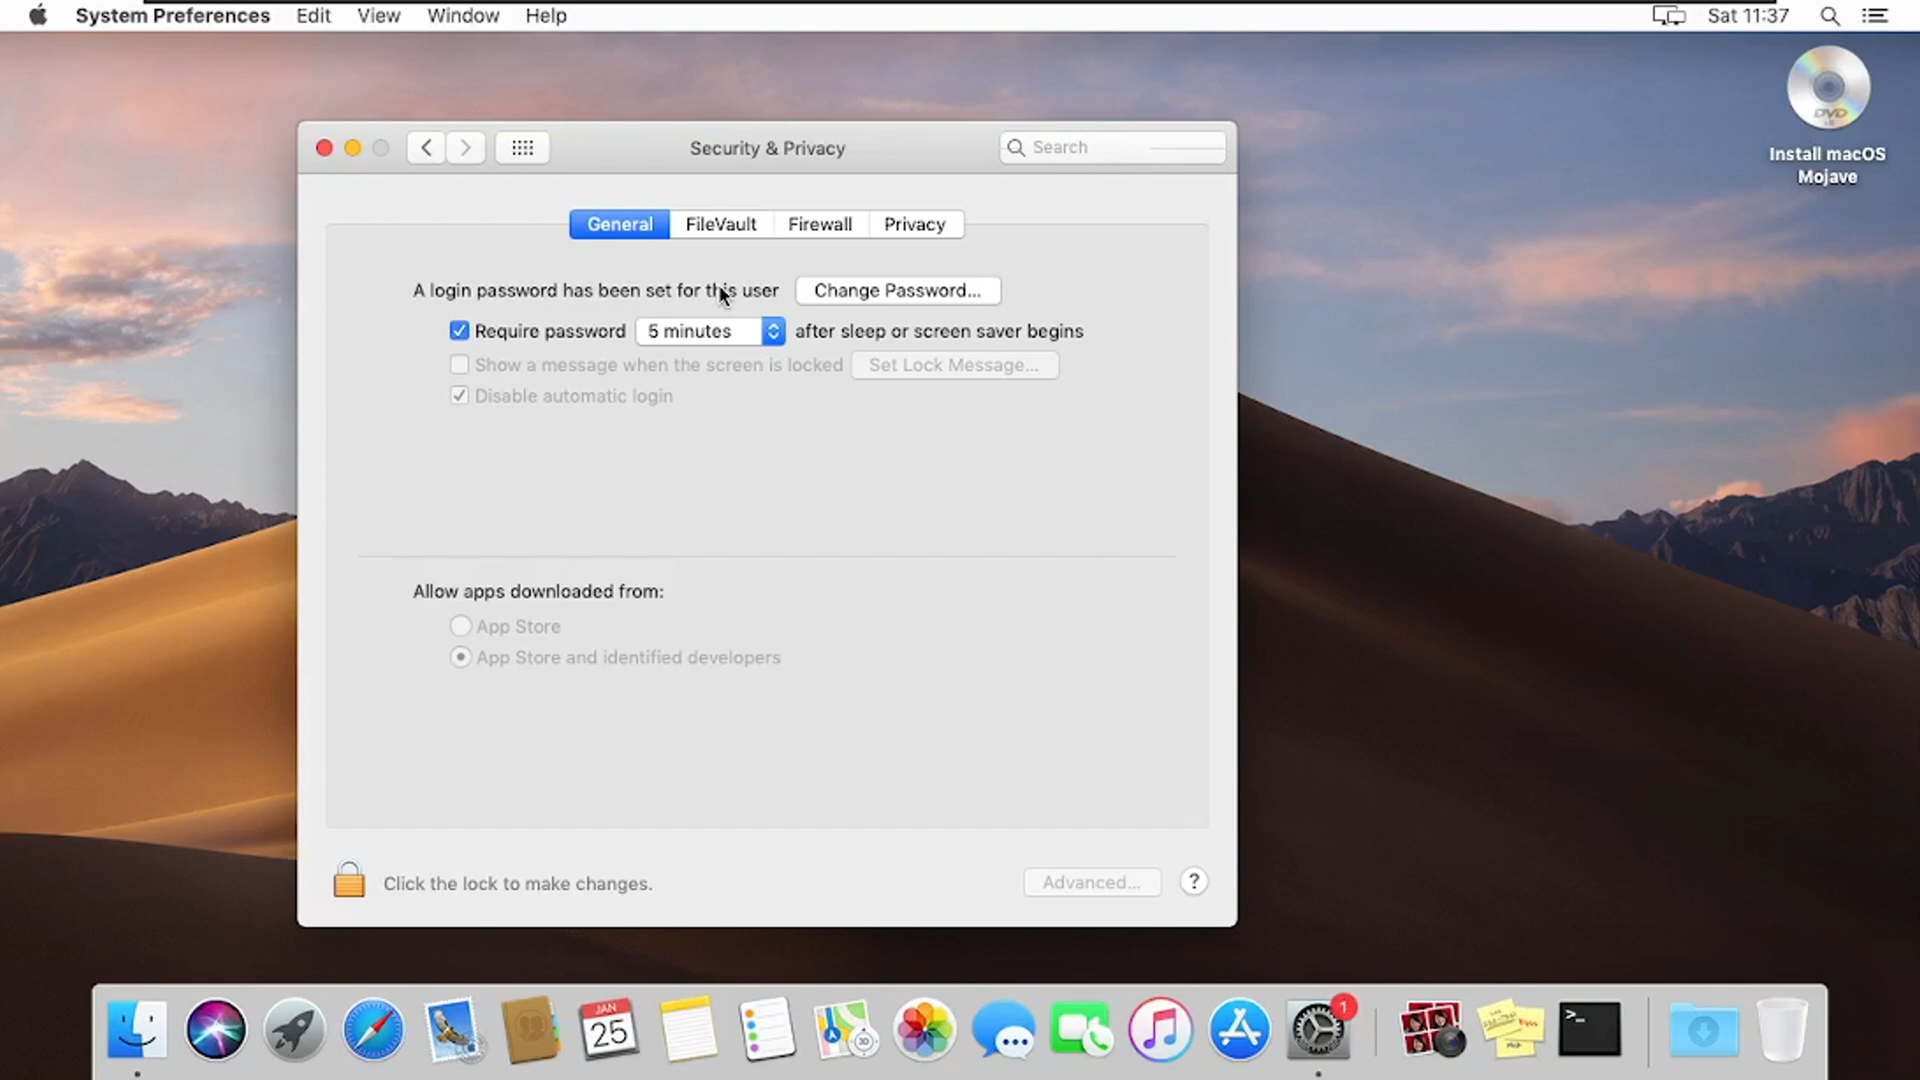 System Preferences Edit View Window Help Sat 11:37
DVD
Install macOS
Mojave
Security & Privacy Search
General FileVault Firewall Privacy
A login password has been set for this user Change Password...
Require password 5 minutes after sleep or screen saver begins
Show a message when the screen is locked Set Lock Message...
Disable automatic login
Allow apps downloaded from:
App Store
App Store and identified developers
Click the lock to make changes. Advanced... ?
JAN
25
1